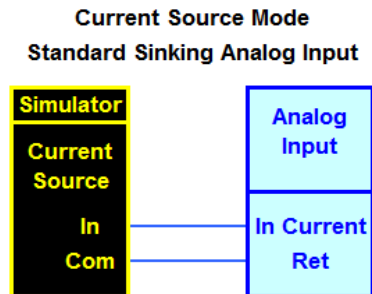 Current Source Mode
Standard Sinking Analog Input
Simulator
Current
Source
In
Com
Analog
Input
In Current
Ret